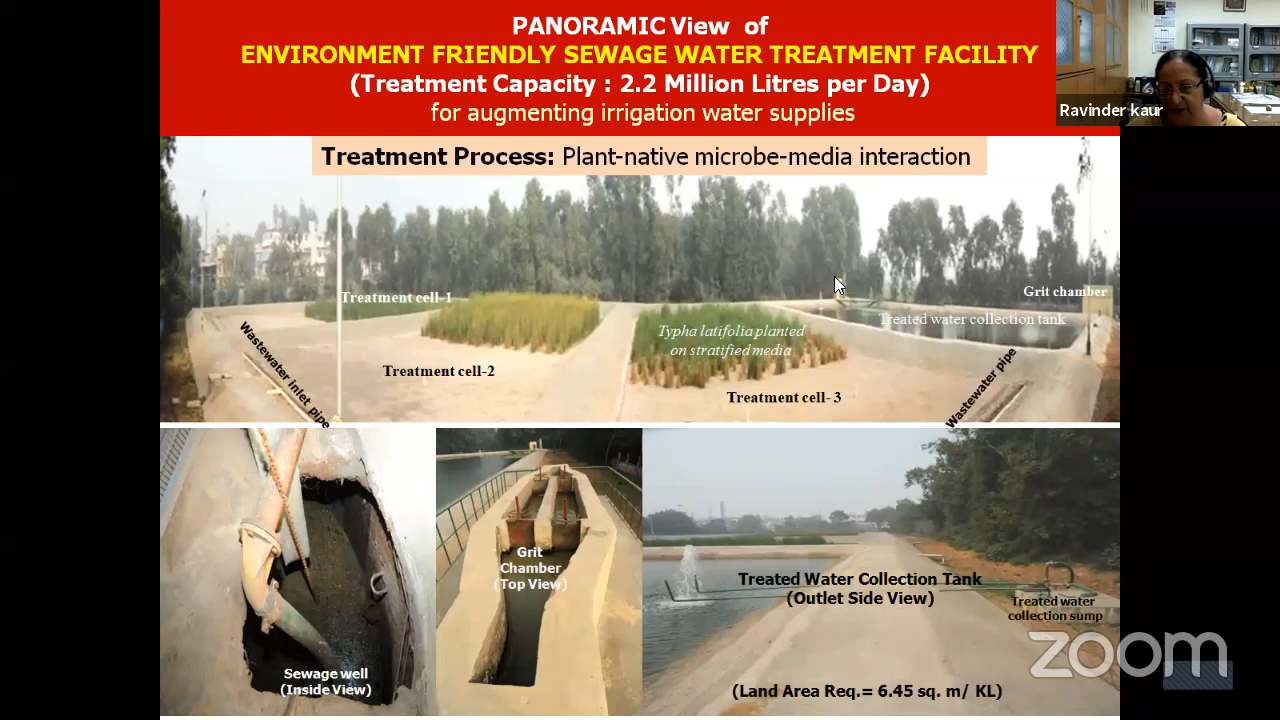 PANORAMIC View of
ENVIRONMENT FRIENDLY SEWAGE WATER TREATMENT FACILITY
(Treatment Capacity : 2.2 Million Litres per Day)
for augmenting irrigation water supplies
Ravinder kaur
Treatment Process: Plant-native microbe-media interaction
Treatment cell-1
Grit chamber
Treated water collection tank
Typha latifolia planted
on stratified media
Wastewater inlet pipe
Treatment cell-2
Wastewater pipe
Treatment cell- 3
Grit
Chamber
(Top View)
Treated Water Collection Tank
(Outlet Side View)
Treated water
collection sump
Sewage well
(Inside View)
(Land Area Req.= 6.45 sq. m/ KL)
zoom